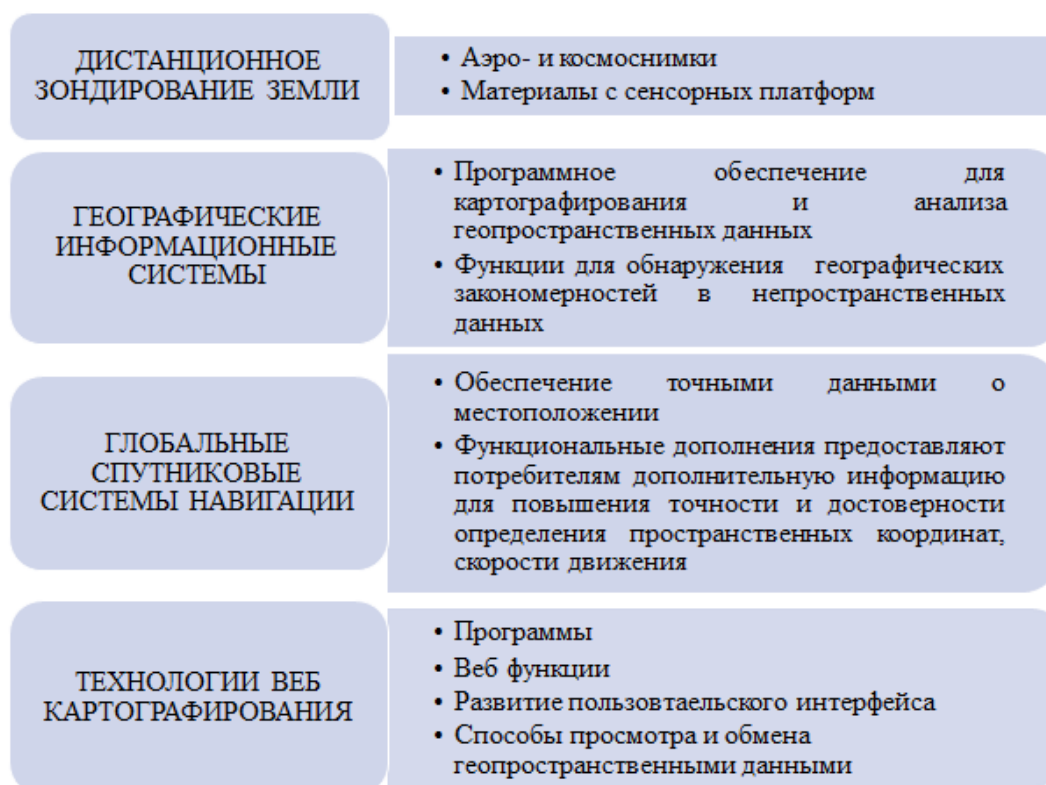 ДИСТАНЦИОННОЕ
ЗОНДИРОВАНИЕ ЗЕМЛИ
• Аэро- и космоснимки
• Материалы с сенсорных платформ
ГЕОГРАФИЧЕСКИЕ
ИНФОРМАЦИОННЫЕ
СИСТЕМЫ
• Программное обеспечение для
картографирования и анализа
геопространственных данных
• Функции для обнаружения географических
закономерностей в непространственных
данных
ГЛОБАЛЬНЫЕ
СПУТНИКОВЫЕ
СИСТЕМЫ НАВИГАЦИИ
• Обеспечение точными данными о
местоположении
• Функциональные дополнения предоставляют
потребителям дополнительную информацию
для повышения точности и достоверности
определения пространственных координат,
скорости движения
ТЕХНОЛОГИИ ВЕБ
КАРТОГРАФИРОВАНИЯ
• Программы
• Веб функции
• Развитие пользовтаельского интерфейса
• Способы просмотра и обмена
геопространственными данными